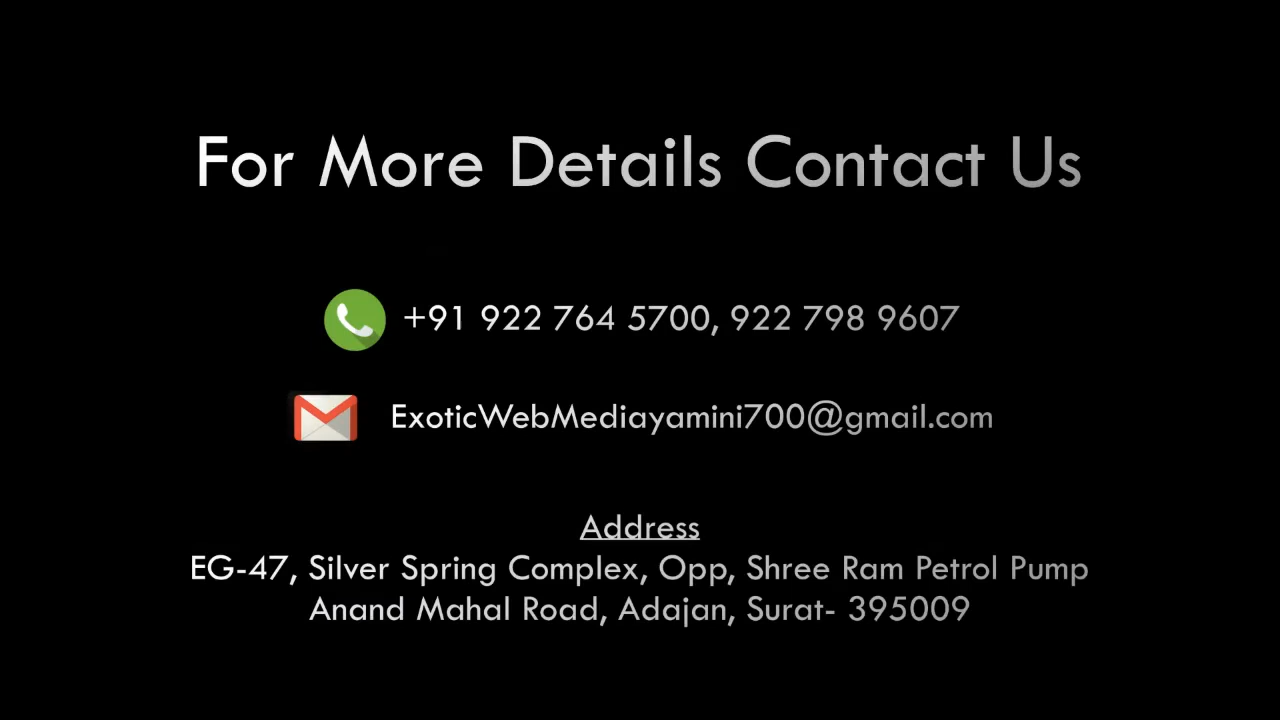 For More Details Contact Us
+91 922 764 5700, 922 798 9607
ExoticWebMediayamini700@gmail.com
Address
EG-47, Silver Spring Complex, Opp, Shree Ram Petrol Pump
Anand Mahal Road, Adajan, Surat- 395009